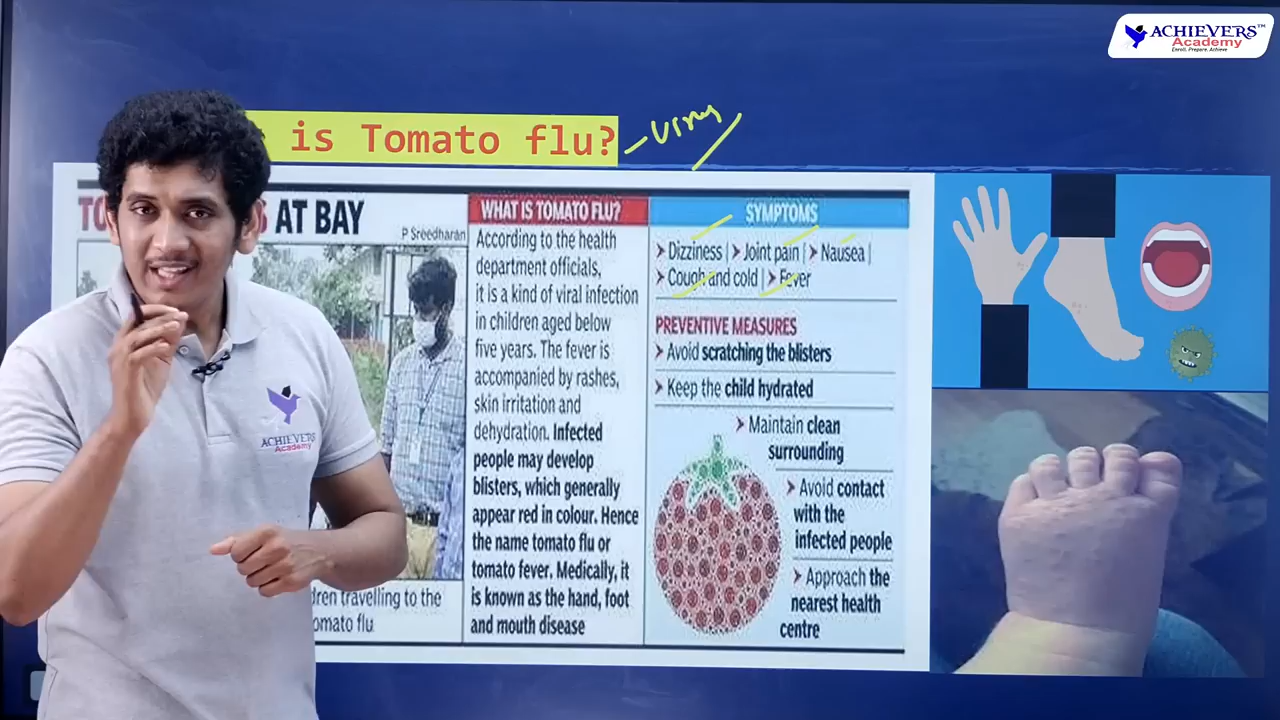 ACHIEVERS™
Academy
Enroll. Prepare. Achieve
is Tomato flu?
- virus
AT BAY
P Sreedharan
WHAT IS TOMATO FLU?
According to the health
department officials,
it is a kind of viral infection
in children aged below
five years. The fever is
accompanied by rashes,
skin irritation and
dehydration. Infected
people may develop
blisters, which generally
appear red in colour. Hence
the name tomato flu or
tomato fever. Medically, it
is known as the hand, foot
and mouth disease
SYMPTOMS
Dizziness | Joint pain | Nausea |
Cough and cold | Fever
PREVENTIVE MEASURES
Avoid scratching the blisters
Keep the child hydrated
Maintain clean
surrounding
Avoid contact
with the
infected people
Approach the
nearest health
centre
ACHIEVERS
Academy
travelling to the
flu